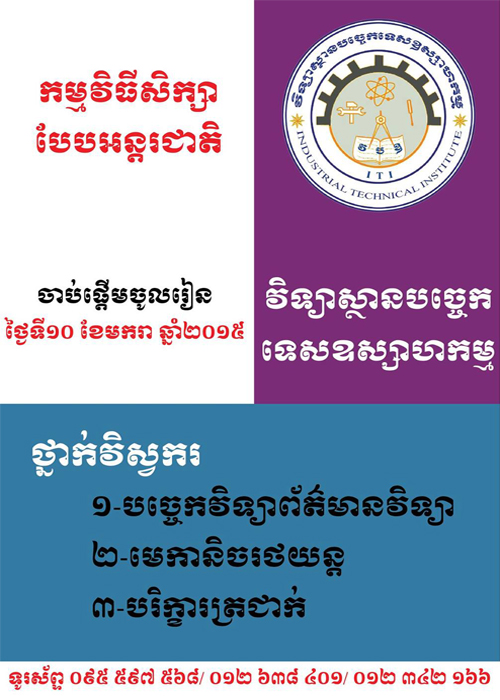 កម្មវិធីសិក្សា
បែបអន្តរជាតិ
វិទ្យាស្ថានបច្ចេកទេសឧស្សាហកម្ម
វ ប ឧ
ITI
INDUSTRIAL TECHNICAL INSTITUTE
ចាប់ផ្ដើមចូលរៀន
ថ្ងៃទី១០ ខែមករា ឆ្នាំ២០១៥
វិទ្យាស្ថានបច្ចេក
ទេសឧស្សាហកម្ម
ថ្នាក់វិស្វករ
១-បច្ចេកវិទ្យាព័ត៌មានវិទ្យា
២-មេកានិចរថយន្ត
៣-បរិក្ខារត្រជាក់
ទូរស័ព្ទ ០៩៥ ៥៩៧ ៥៦៨/ ០១២ ៦៣៨ ៤០១/ ០១២ ៣៤២ ១៦៦